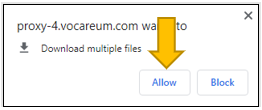 proxy-4.vocareum.com wa to
Download multiple files
Allow
Block